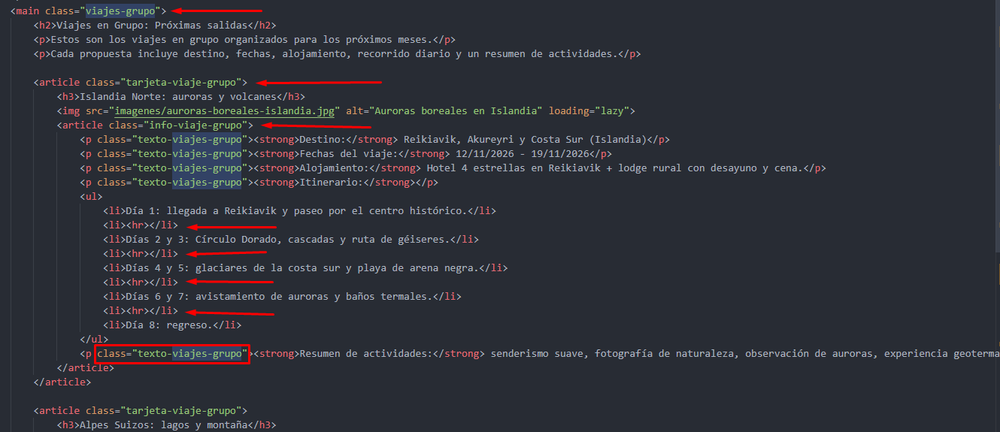 <main class="viajes-grupo">
<h2>Viajes en Grupo: Próximas salidas</h2>
<p>Estos son los viajes en grupo organizados para los próximos meses.</p>
<p>Cada propuesta incluye destino, fechas, alojamiento, recorrido diario y un resumen de actividades.</p>
<article class="tarjeta-viaje-grupo">
<h3>Islandia Norte: auroras y volcanes</h3>
<img src="imagenes/auroras-boreales-islandia.jpg" alt="Auroras boreales en Islandia" loading="lazy">
<article class="info-viaje-grupo">
<p class="texto-viajes-grupo"><strong>Destino:</strong> Reikiavik, Akureyri y Costa Sur (Islandia)</p>
<p class="texto-viajes-grupo"><strong>Fechas del viaje:</strong> 12/11/2026 - 19/11/2026</p>
<p class="texto-viajes-grupo"><strong>Alojamiento:</strong> Hotel 4 estrellas en Reikiavik + lodge rural con desayuno y cena.</p>
<p class="texto-viajes-grupo"><strong>Itinerario:</strong></p>
<ul>
<li>Día 1: llegada a Reikiavik y paseo por el centro histórico.</li>
<li><hr></li>
<li>Días 2 y 3: Círculo Dorado, cascadas y ruta de géiseres.</li>
<li><hr></li>
<li>Días 4 y 5: glaciares de la costa sur y playa de arena negra.</li>
<li><hr></li>
<li>Días 6 y 7: avistamiento de auroras y baños termales.</li>
<li><hr></li>
<li>Día 8: regreso.</li>
</ul>
<p class="texto-viajes-grupo"><strong>Resumen de actividades:</strong> senderismo suave, fotografía de naturaleza, observación de auroras, experiencia geoterma
</article>
</article>
<article class="tarjeta-viaje-grupo">
<h3>Alpes Suizos: lagos y montaña</h3>